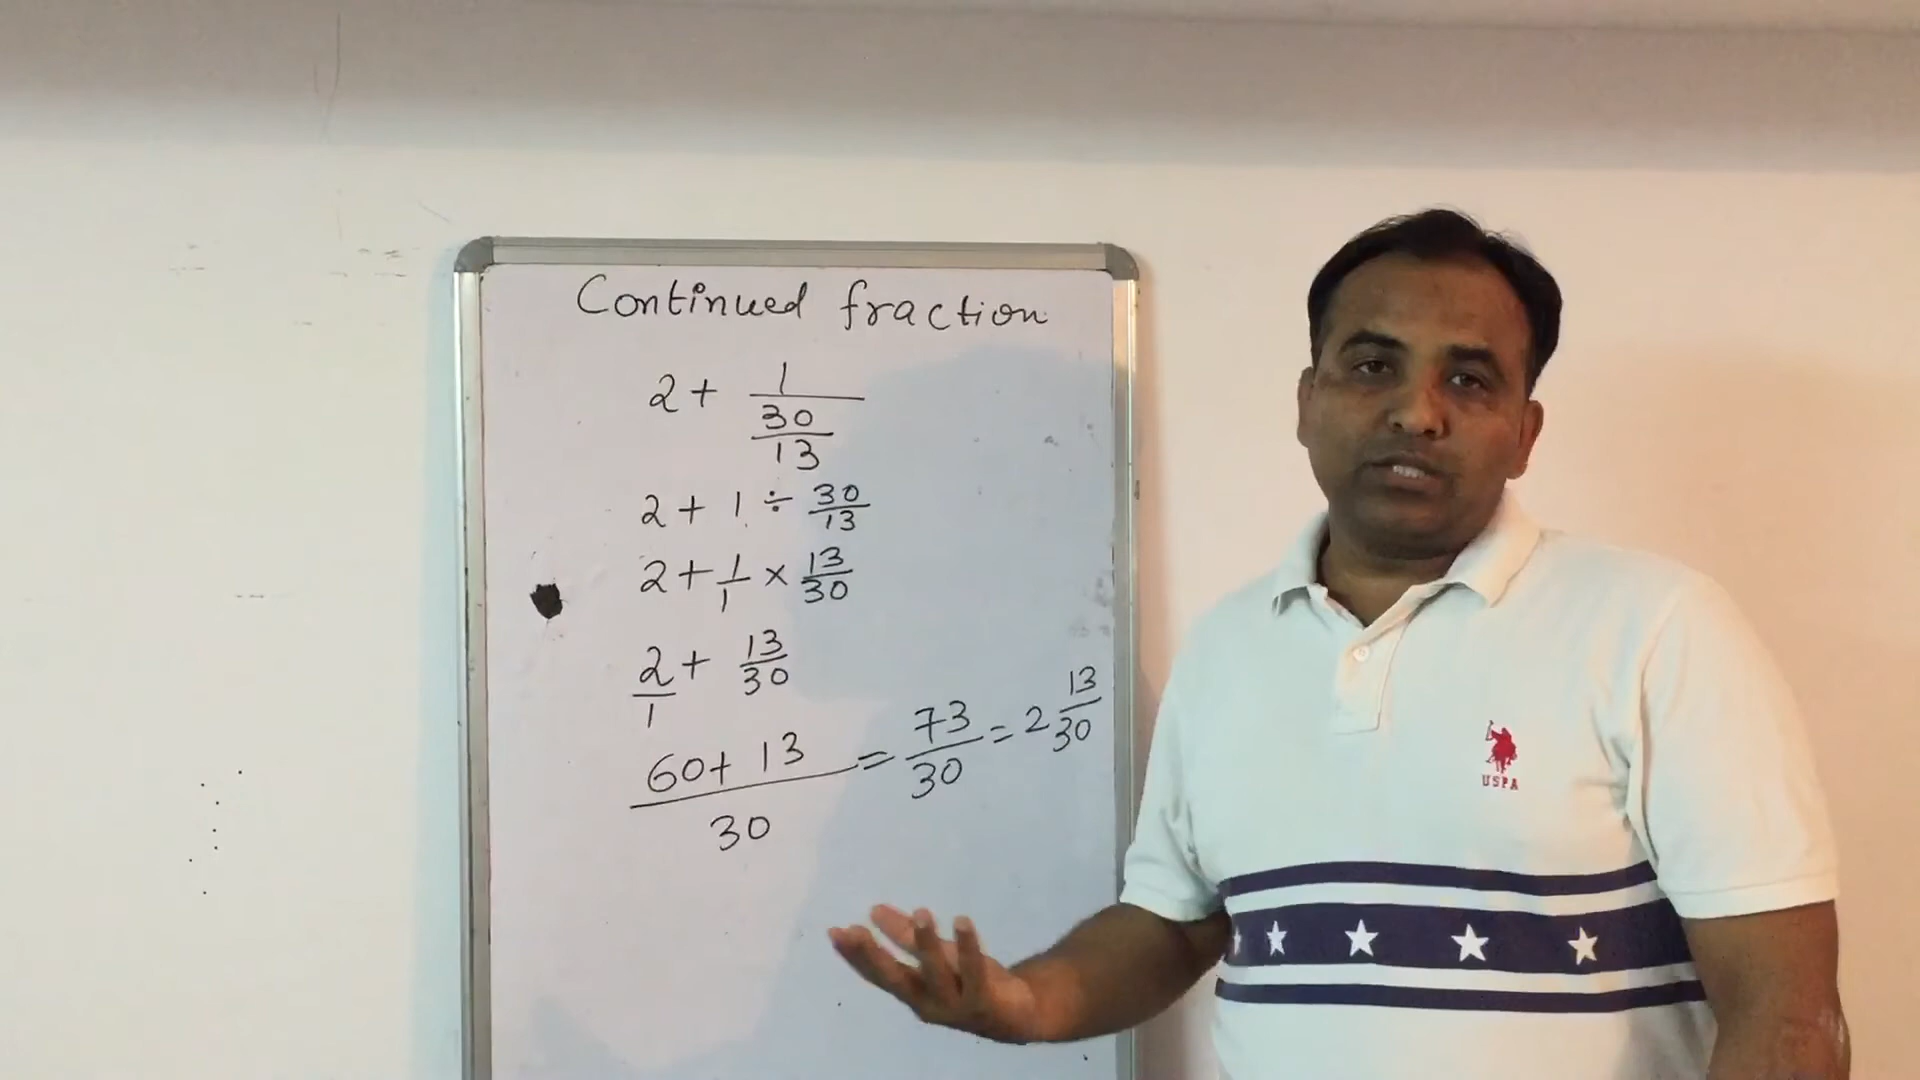 Continued fraction
2 + 1
30
13
2 + 1 ÷ 30/13
2 + 1/1 × 13/30
2/1 + 13/30
60 + 13 = 73/30 = 2 13/30
30
USPA